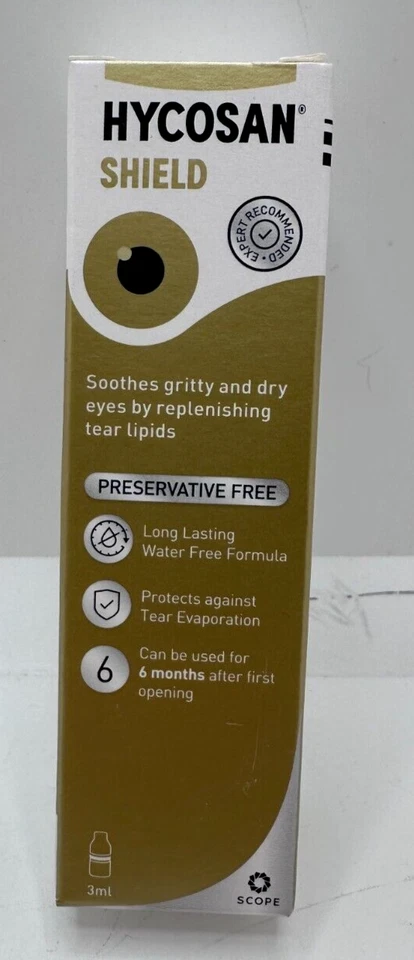 HYCOSAN®
SHIELD
EXPERT RECOMMENDED •
Soothes gritty and dry
eyes by replenishing
tear lipids
PRESERVATIVE FREE
Long Lasting
Water Free Formula
Protects against
Tear Evaporation
6
Can be used for
6 months after first
opening
3ml
SCOPE